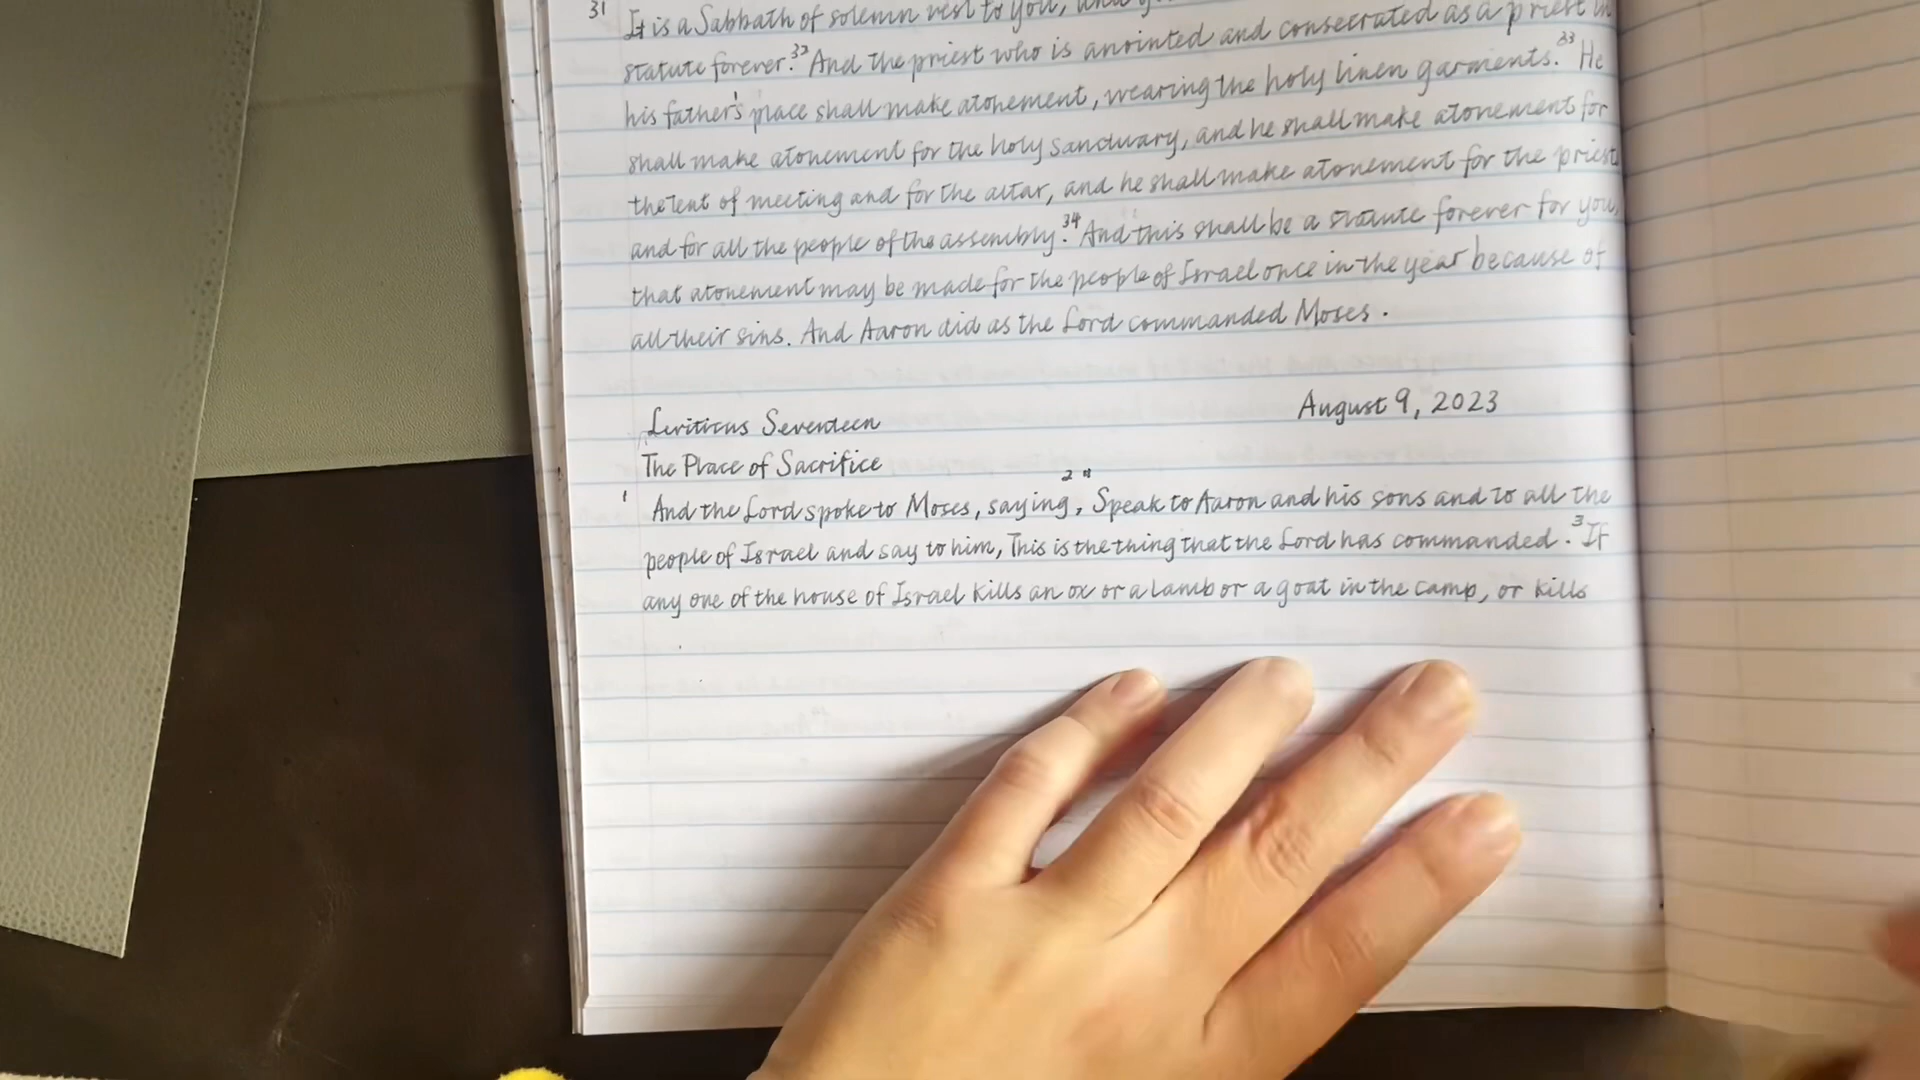 31 It is a Sabbath of solemn rest to you, and
statute forever. 32 And the priest who is anointed and consecrated as a priest in
his father's place shall make atonement, wearing the holy linen garments. 33 He
shall make atonement for the holy sanctuary, and he shall make atonement for
the tent of meeting and for the altar, and he shall make atonement for the priest
and for all the people of the assembly. 34 And this shall be a statute forever for you,
that atonement may be made for the people of Israel once in the year because of
all their sins. And Aaron did as the Lord commanded Moses.
August 9, 2023
Leviticus Seventeen
The Place of Sacrifice
1 And the Lord spoke to Moses, saying, 2 "Speak to Aaron and his sons and to all the
people of Israel and say to him, This is the thing that the Lord has commanded. 3 If
any one of the house of Israel kills an ox or a lamb or a goat in the camp, or kills